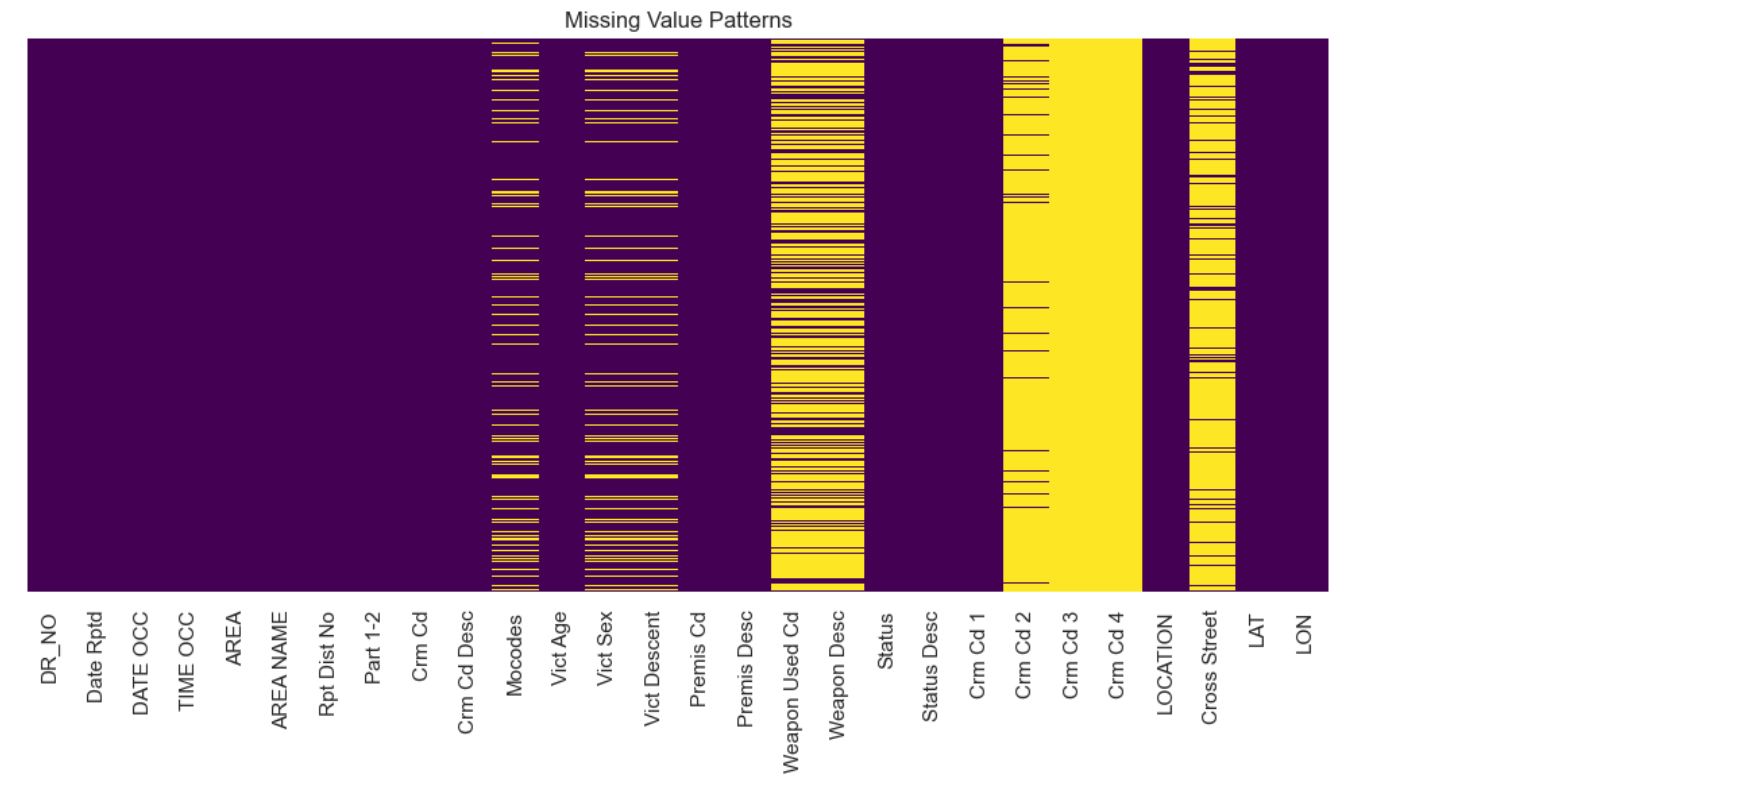 Missing Value Patterns
DR_NO
Date Rptd
DATE OCC
TIME OCC
AREA
AREA NAME
Rpt Dist No
Part 1-2
Crm Cd
Crm Cd Desc
Mocodes
Vict Age
Vict Sex
Vict Descent
Premis Cd
Premis Desc
Weapon Used Cd
Weapon Desc
Status
Status Desc
Crm Cd 1
Crm Cd 2
Crm Cd 3
Crm Cd 4
LOCATION
Cross Street
LAT
LON